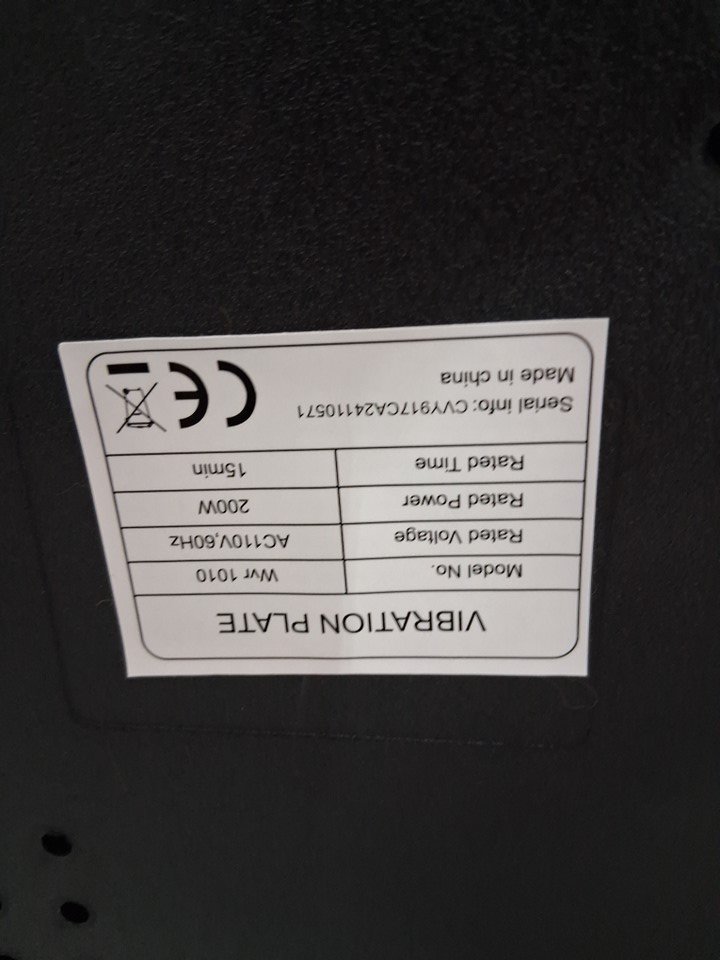 VIBRATION PLATE
Model No. Wvr 1010
Rated Voltage AC110V,60Hz
Rated Power 200W
Rated Time 15min
Serial info: CVY917CA24110571
Made in china
CE